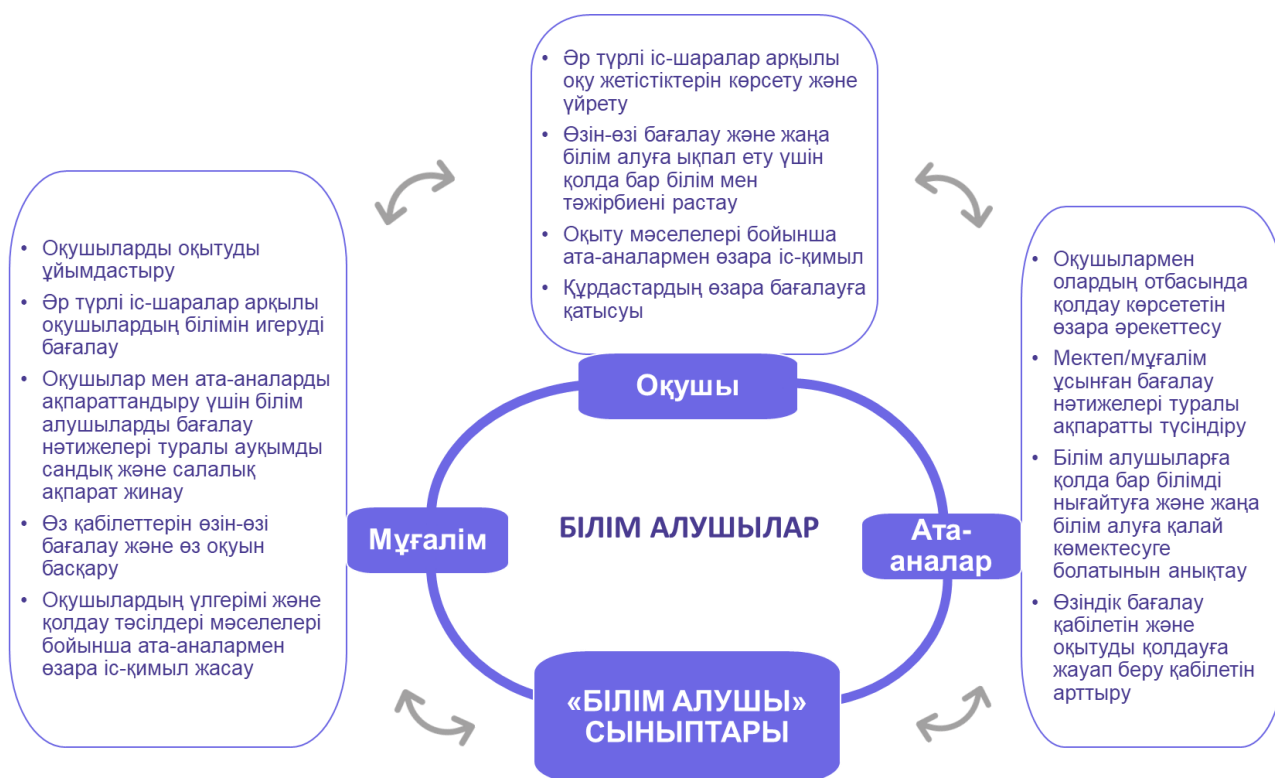 Әр түрлі іс-шаралар арқылы
оқу жетістіктерін көрсету және
үйрету
Өзін-өзі бағалау және жаңа
білім алуға ықпал ету үшін
қолда бар білім мен
тәжірбиені растау
Оқыту мәселелері бойынша
ата-аналармен өзара іс-қимыл
Құрдастардың өзара бағалауға
қатысуы
Оқушы
Оқушыларды оқытуды
ұйымдастыру
Әр түрлі іс-шаралар арқылы
оқушылардың білімін игеруді
бағалау
Оқушылар мен ата-аналарды
ақпараттандыру үшін білім
алушыларды бағалау
нәтижелері туралы ауқымды
сандық және салалық
ақпарат жинау
Өз қабілеттерін өзін-өзі
бағалау және өз оқуын
басқару
Оқушылардың үлгерімі және
қолдау тәсілдері мәселелері
бойынша ата-аналармен
өзара іс-қимыл жасау
Мұғалім
БІЛІМ АЛУШЫЛАР
Ата-
аналар
Оқушылармен
олардың отбасында
қолдау көрсететін
өзара әрекеттесу
Мектеп/мұғалім
ұсынған бағалау
нәтижелері туралы
ақпаратты түсіндіру
Білім алушыларға
қолда бар білімді
нығайтуға және жаңа
білім алуға қалай
көмектесуге
болатынын анықтау
Өзіндік бағалау
қабілетін және
оқытуды қолдауға
жауап беру қабілетін
арттыру
«БІЛІМ АЛУШЫ»
СЫНЫПТАРЫ